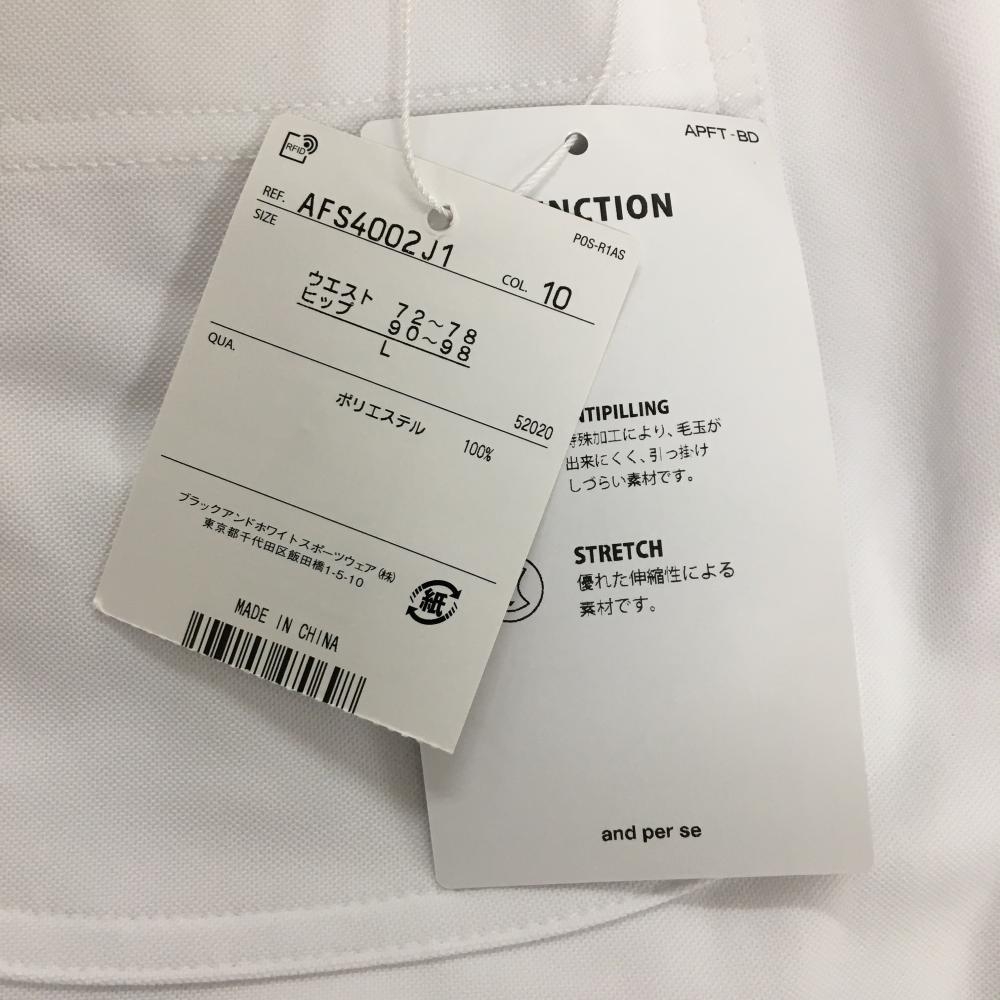 RFID
REF. AFS4002J1
SIZE
COL. 10
ウエスト 72～78
ヒップ 90～98
L
QUA.
52020
ポリエステル 100%
ブラックアンドホワイトスポーツウェア(株)
東京都千代田区飯田橋1-5-10
紙
MADE IN CHINA
POS-R1AS
APFT-BD
NCTION
NTIPILLING
殊加工により、毛玉が
出来にくく、引っ掛け
しづらい素材です。
STRETCH
優れた伸縮性による
素材です。
and per se